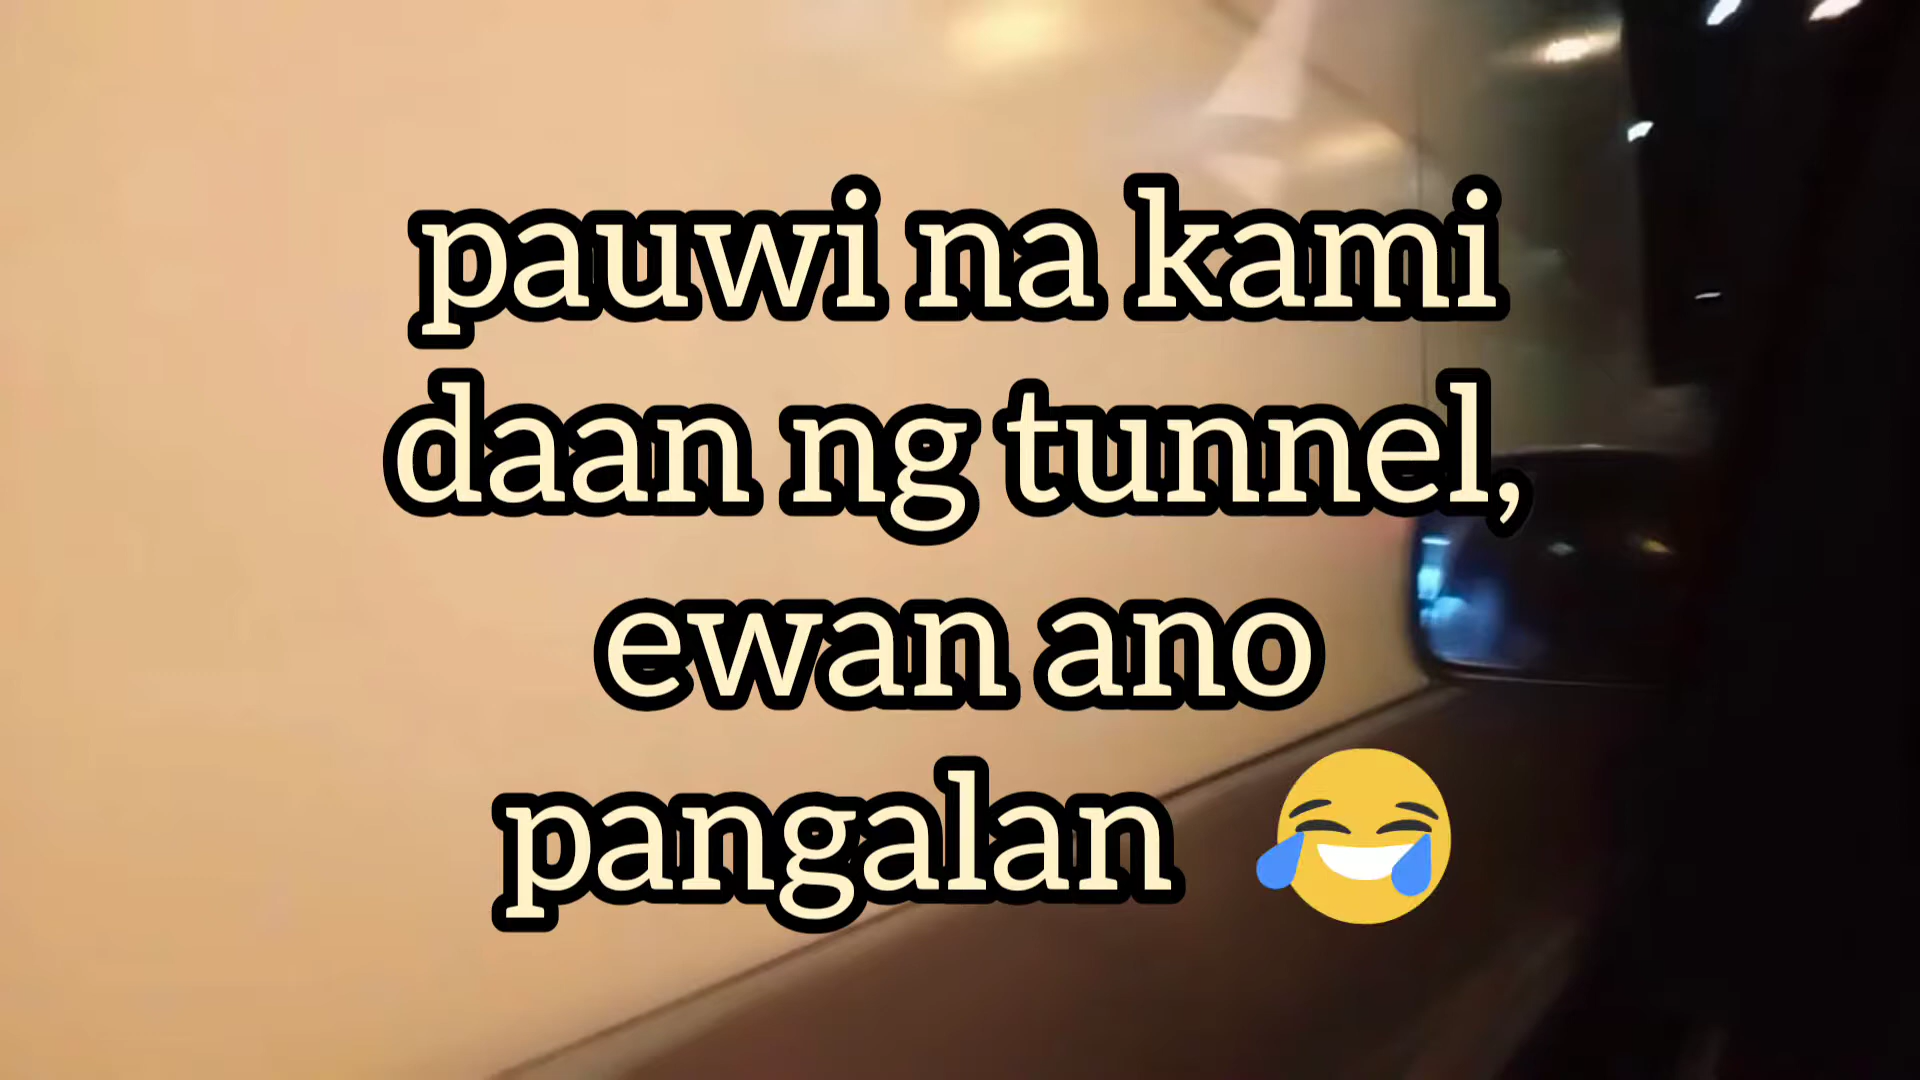 pauwi na kami
daan ng tunnel,
ewan ano
pangalan 😂